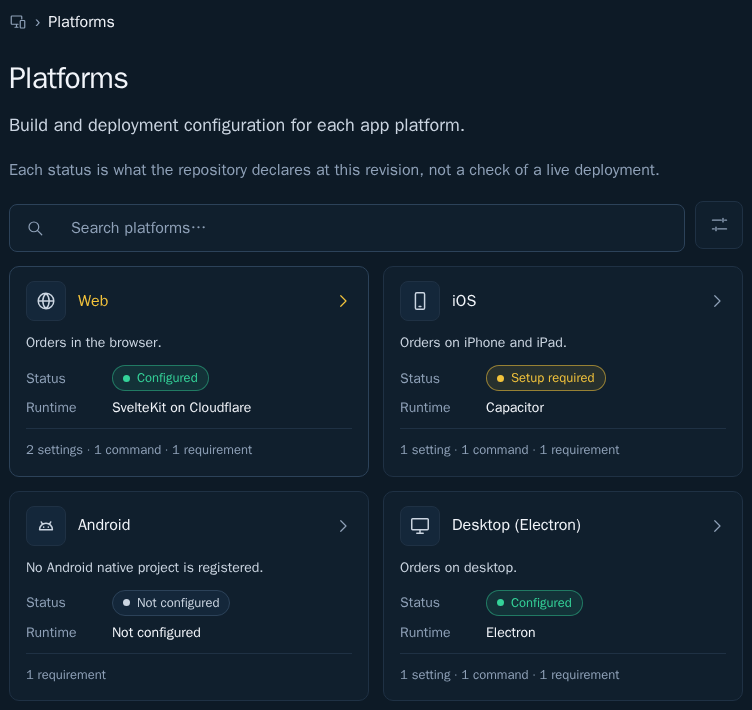 › Platforms
Platforms
Build and deployment configuration for each app platform.
Each status is what the repository declares at this revision, not a check of a live deployment.
Search platforms···
Web
Orders in the browser.
Status Configured
Runtime SvelteKit on Cloudflare
2 settings · 1 command · 1 requirement
iOS
Orders on iPhone and iPad.
Status Setup required
Runtime Capacitor
1 setting · 1 command · 1 requirement
Android
No Android native project is registered.
Status Not configured
Runtime Not configured
1 requirement
Desktop (Electron)
Orders on desktop.
Status Configured
Runtime Electron
1 setting · 1 command · 1 requirement